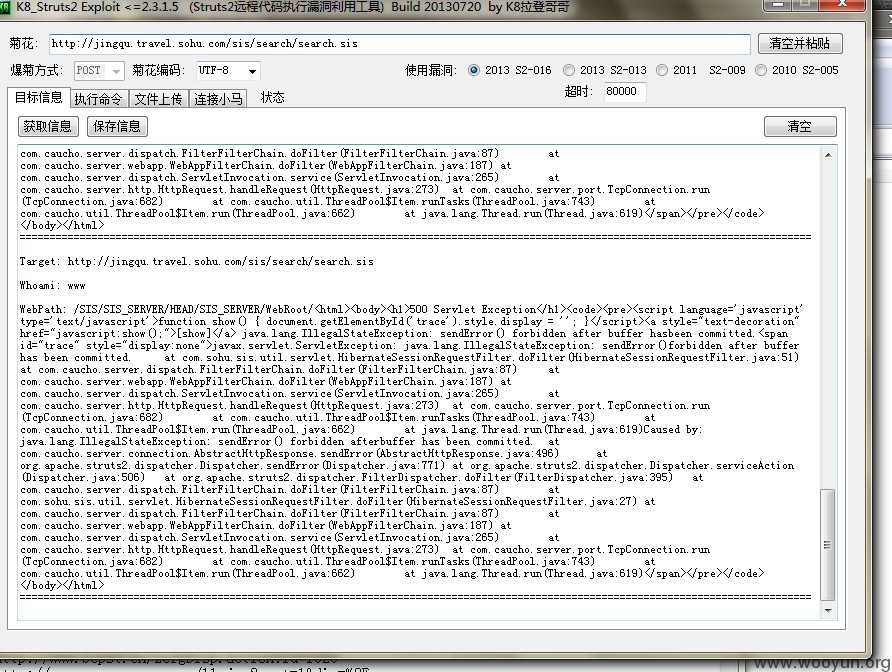 K8_Struts2 Exploit <=2.3.1.5 (Struts2远程代码执行漏洞利用工具) Build 20130720 by K8拉登哥哥
菊花: http://jingqu.travel.sohu.com/sis/search/search.sis 清空并粘贴
爆菊方式: POST 菊花编码: UTF-8 使用漏洞: 2013 S2-016 2013 S2-013 2011 S2-009 2010 S2-005
目标信息 执行命令 文件上传 连接小马 状态 超时: 80000
获取信息 保存信息 清空
com.caucho.server.dispatch.FilterFilterChain.doFilter(FilterFilterChain.java:87) at
com.caucho.server.webapp.WebAppFilterChain.doFilter(WebAppFilterChain.java:187) at
com.caucho.server.dispatch.ServletInvocation.service(ServletInvocation.java:265) at
com.caucho.server.http.HttpRequest.handleRequest(HttpRequest.java:273) at com.caucho.server.port.TcpConnection.run
(TcpConnection.java:682) at com.caucho.util.ThreadPool$Item.runTasks(ThreadPool.java:743) at
com.caucho.util.ThreadPool$Item.run(ThreadPool.java:662) at java.lang.Thread.run(Thread.java:619)</span></pre></code>
</body></html>
Target: http://jingqu.travel.sohu.com/sis/search/search.sis
Whoami: www
WebPath: /SIS/SIS_SERVER/HEAD/SIS_SERVER/WebRoot/<html><body><h1>500 Servlet Exception</h1><code><pre><script language='javascript'
type='text/javascript'>function show() { document.getElementById('trace').style.display = ''; }</script><a style="text-decoration"
href="javascript:show();">[show]</a> java.lang.IllegalStateException: sendError() forbidden after buffer hasbeen committed.<span
id="trace" style="display:none">javax.servlet.ServletException: java.lang.IllegalStateException: sendError()forbidden after buffer
has been committed. at com.sohu.sis.util.servlet.HibernateSessionRequestFilter.doFilter(HibernateSessionRequestFilter.java:51)
at com.caucho.server.dispatch.FilterFilterChain.doFilter(FilterFilterChain.java:87) at
com.caucho.server.webapp.WebAppFilterChain.doFilter(WebAppFilterChain.java:187) at
com.caucho.server.dispatch.ServletInvocation.service(ServletInvocation.java:265) at
com.caucho.server.http.HttpRequest.handleRequest(HttpRequest.java:273) at com.caucho.server.port.TcpConnection.run
(TcpConnection.java:682) at com.caucho.util.ThreadPool$Item.runTasks(ThreadPool.java:743) at
com.caucho.util.ThreadPool$Item.run(ThreadPool.java:662) at java.lang.Thread.run(Thread.java:619)Caused by:
java.lang.IllegalStateException: sendError() forbidden afterbuffer has been committed. at
com.caucho.server.connection.AbstractHttpResponse.sendError(AbstractHttpResponse.java:496) at
org.apache.struts2.dispatcher.Dispatcher.sendError(Dispatcher.java:771) at org.apache.struts2.dispatcher.Dispatcher.serviceAction
(Dispatcher.java:506) at org.apache.struts2.dispatcher.FilterDispatcher.doFilter(FilterDispatcher.java:395) at
com.caucho.server.dispatch.FilterFilterChain.doFilter(FilterFilterChain.java:87) at
com.sohu.sis.util.servlet.HibernateSessionRequestFilter.doFilter(HibernateSessionRequestFilter.java:27) at
com.caucho.server.dispatch.FilterFilterChain.doFilter(FilterFilterChain.java:87) at
com.caucho.server.webapp.WebAppFilterChain.doFilter(WebAppFilterChain.java:187) at
com.caucho.server.dispatch.ServletInvocation.service(ServletInvocation.java:265) at
com.caucho.server.http.HttpRequest.handleRequest(HttpRequest.java:273) at com.caucho.server.port.TcpConnection.run
(TcpConnection.java:682) at com.caucho.util.ThreadPool$Item.runTasks(ThreadPool.java:743) at
com.caucho.util.ThreadPool$Item.run(ThreadPool.java:662) at java.lang.Thread.run(Thread.java:619)</span></pre></code>
</body></html>
www.wooyun.org